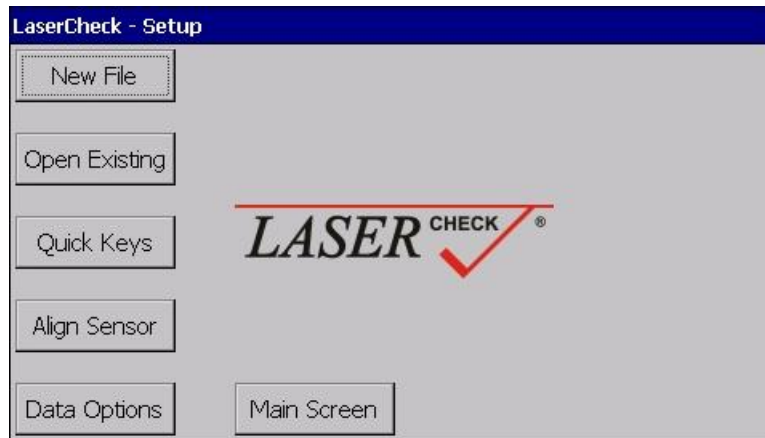 LaserCheck - Setup
New File
Open Existing
Quick Keys
LASER CHECK ®
Align Sensor
Data Options
Main Screen